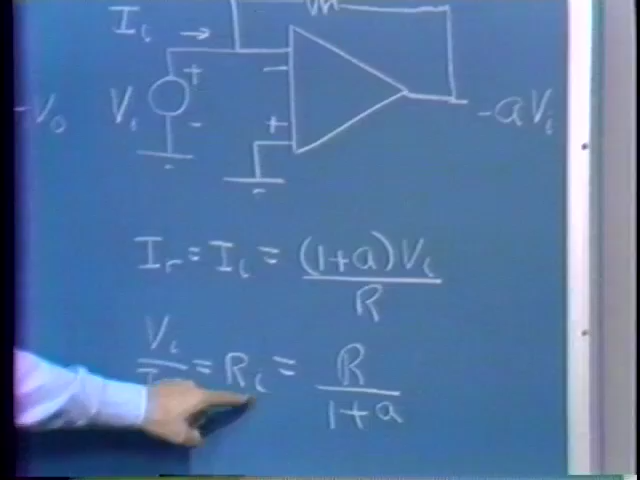 I_i →
-V_o V_i + - - + -aV_i
I_r = I_i = (1+a)V_i / R
V_i / I = R_i = R / 1+a